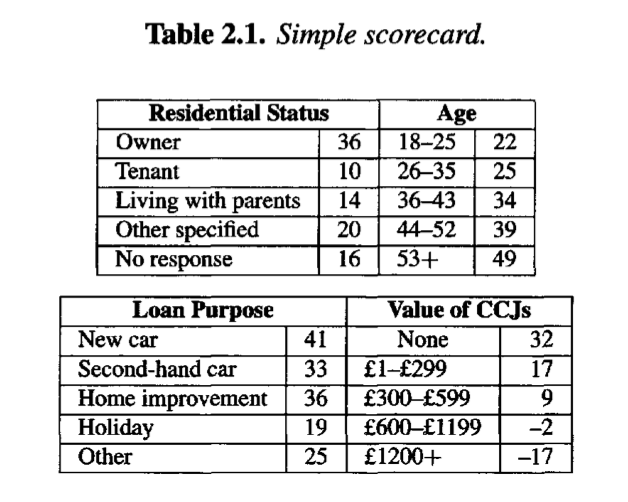 Table 2.1. Simple scorecard.
Residential Status Age
Owner 36 18–25 22
Tenant 10 26–35 25
Living with parents 14 36–43 34
Other specified 20 44–52 39
No response 16 53+ 49
Loan Purpose Value of CCJs
New car 41 None 32
Second-hand car 33 £1–£299 17
Home improvement 36 £300–£599 9
Holiday 19 £600–£1199 –2
Other 25 £1200+ –17